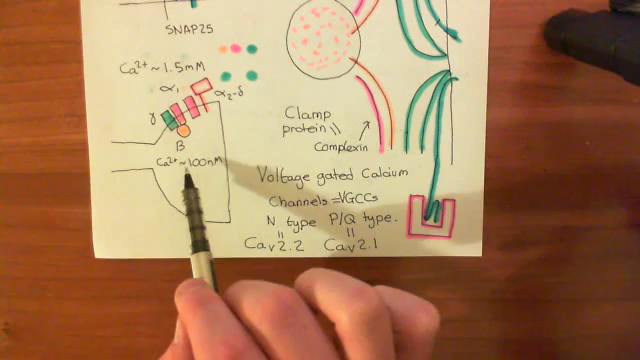 SNAP25
Ca2+ ~ 1.5mM
α1
α2-δ
γ
β
Ca2+ ~ 100nM
Clamp
protein
Complexin
Voltage gated Calcium
Channels = VGCCs
N type P/Q type.
= =
Cav2.2 Cav2.1